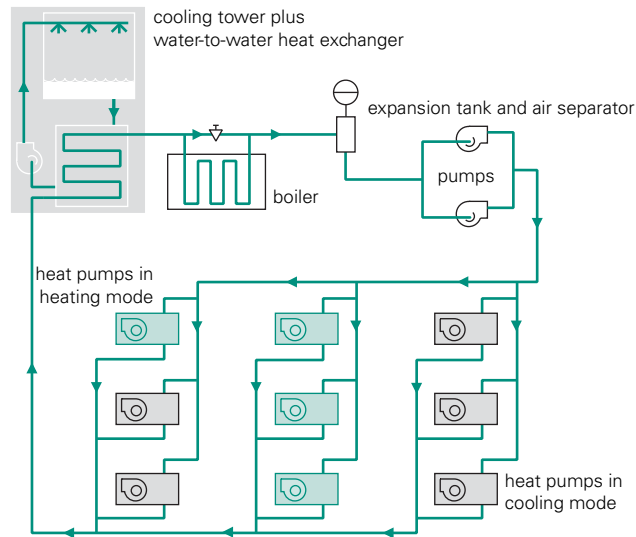 cooling tower plus
water-to-water heat exchanger
expansion tank and air separator
pumps
boiler
heat pumps in
heating mode
heat pumps in
cooling mode